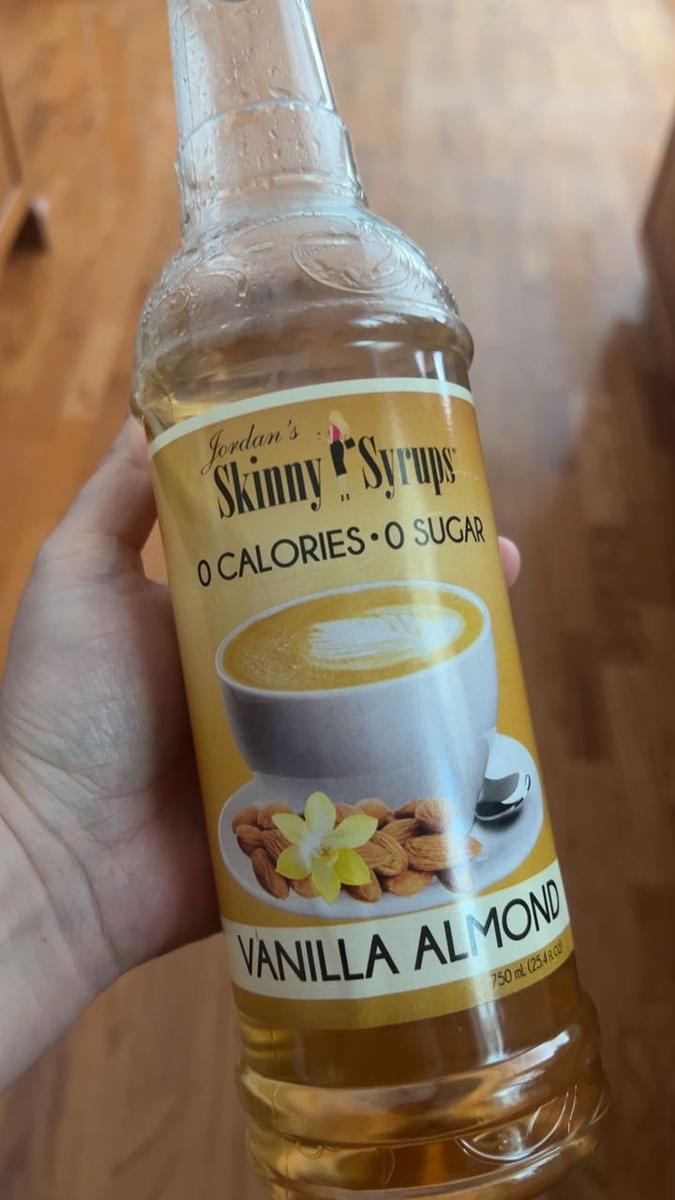 Jordan's
Skinny Syrups
0 CALORIES • 0 SUGAR
VANILLA ALMOND
750 mL (25.4 fl oz)